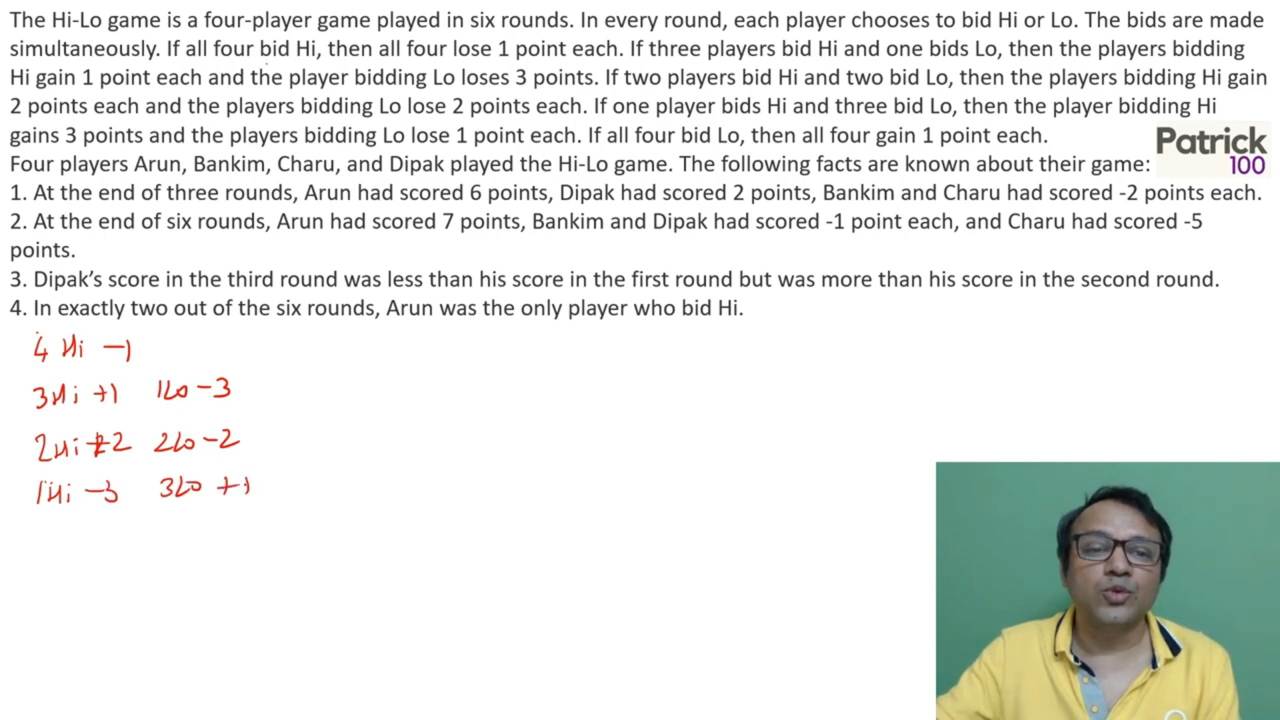 The Hi-Lo game is a four-player game played in six rounds. In every round, each player chooses to bid Hi or Lo. The bids are made
simultaneously. If all four bid Hi, then all four lose 1 point each. If three players bid Hi and one bids Lo, then the players bidding
Hi gain 1 point each and the player bidding Lo loses 3 points. If two players bid Hi and two bid Lo, then the players bidding Hi gain
2 points each and the players bidding Lo lose 2 points each. If one player bids Hi and three bid Lo, then the player bidding Hi
gains 3 points and the players bidding Lo lose 1 point each. If all four bid Lo, then all four gain 1 point each.
Patrick
100
Four players Arun, Bankim, Charu, and Dipak played the Hi-Lo game. The following facts are known about their game:
1. At the end of three rounds, Arun had scored 6 points, Dipak had scored 2 points, Bankim and Charu had scored -2 points each.
2. At the end of six rounds, Arun had scored 7 points, Bankim and Dipak had scored -1 point each, and Charu had scored -5
points.
3. Dipak's score in the third round was less than his score in the first round but was more than his score in the second round.
4. In exactly two out of the six rounds, Arun was the only player who bid Hi.
4 Hi -1
3Hi +1 1Lo -3
2Hi +2 2Lo -2
1Hi -3 3Lo +1